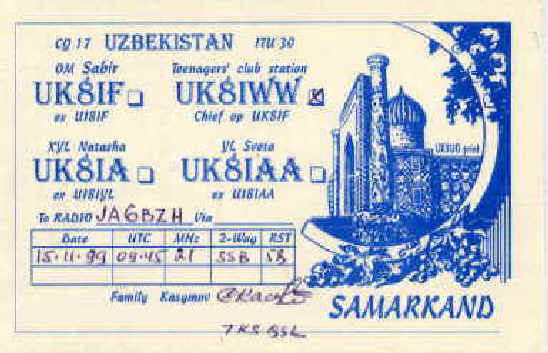 CQ 17 UZBEKISTAN ITU 30
OM Sabir
UK8IF
ex UI8IF
Teenagers' club station
UK8IWW
Chief op UK8IF
XYL Natasha
UK8IA
ex UI8IYL
YL Sveta
UK8IAA
ex UI8IAA
UK8UO print
To RADIO JA6BZH Via
Date UTC MHz 2-Way RST
15.11.99 09.45 21 SSB 58
Family Kasymov
SAMARKAND
TKS QSL